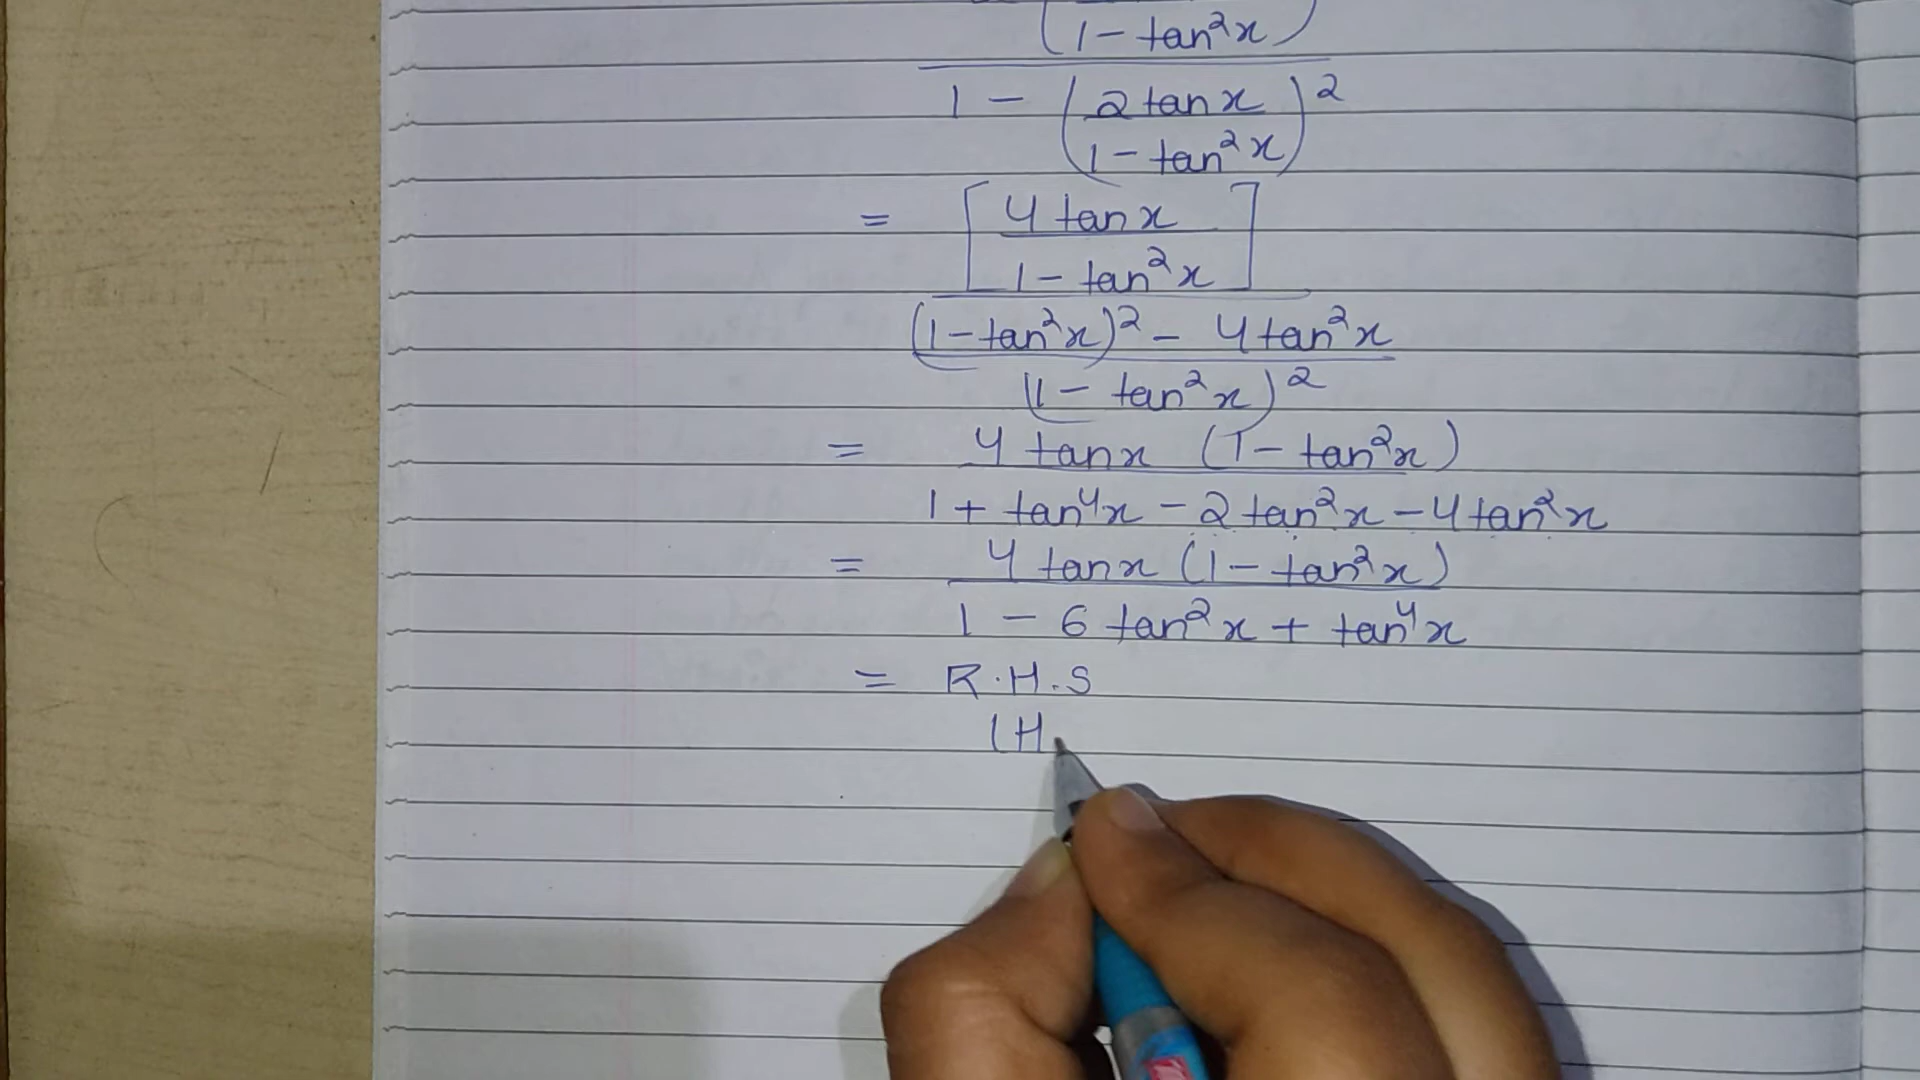 (1 - tan²x)
1 - (2 tan x)²
(1 - tan²x)
= [4 tan x]
[1 - tan²x]
(1 - tan²x)² - 4 tan²x
(1 - tan²x)²
= 4 tan x (1 - tan²x)
1 + tan⁴x - 2 tan²x - 4 tan²x
= 4 tan x (1 - tan²x)
1 - 6 tan²x + tan⁴x
= R.H.S
(H